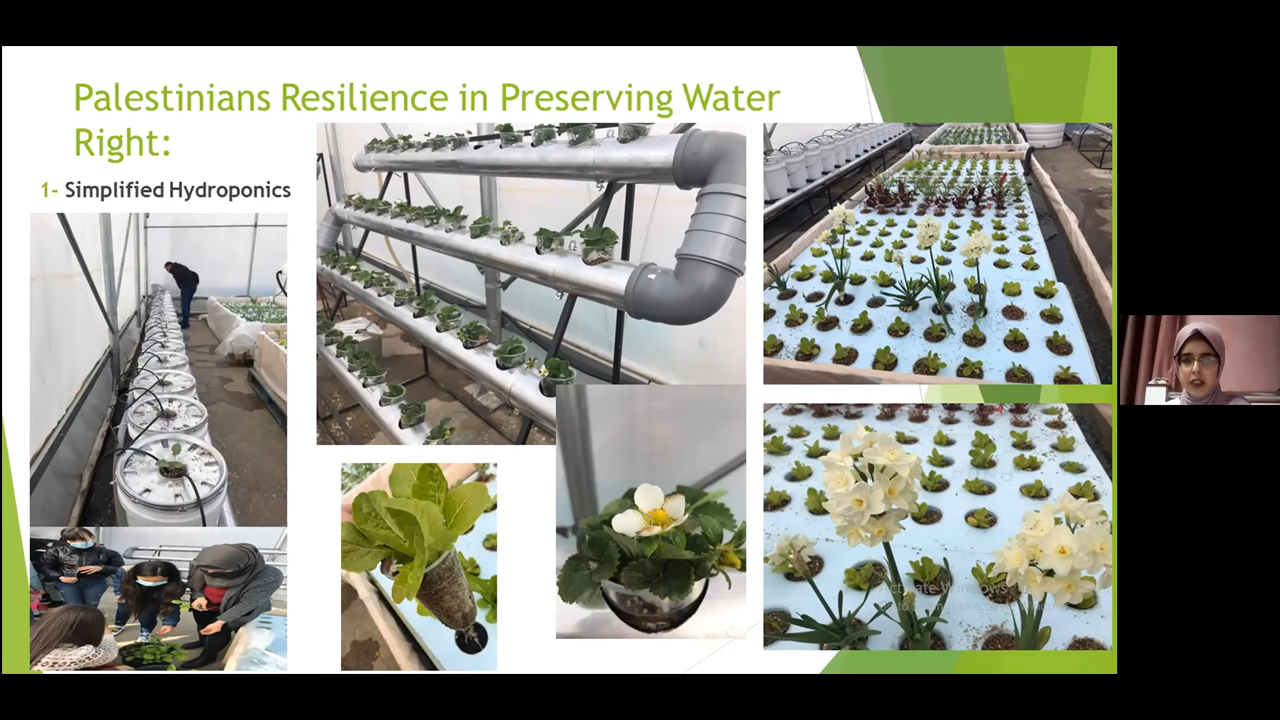 Palestinians Resilience in Preserving Water
Right:
1- Simplified Hydroponics